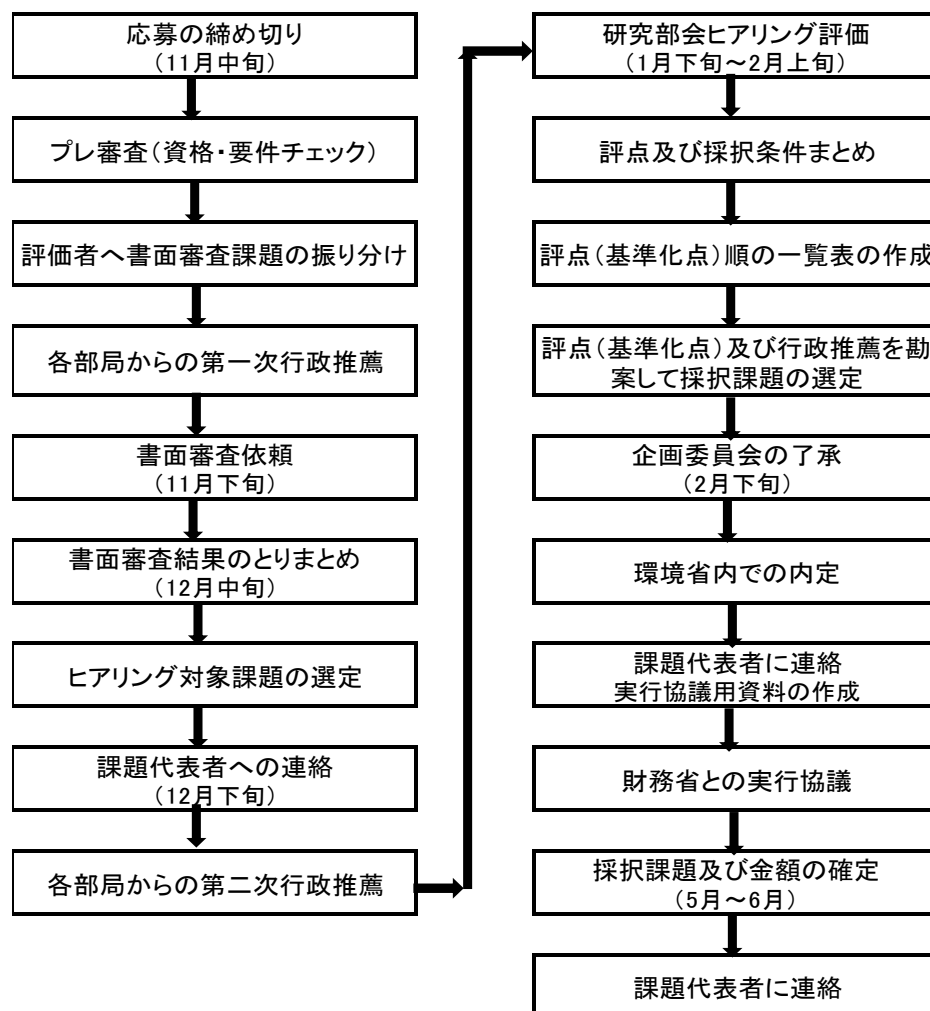 応募の締め切り
(11月中旬)
プレ審査(資格・要件チェック)
評価者へ書面審査課題の振り分け
各部局からの第一次行政推薦
書面審査依頼
(11月下旬)
書面審査結果のとりまとめ
(12月中旬)
ヒアリング対象課題の選定
課題代表者への連絡
(12月下旬)
各部局からの第二次行政推薦
研究部会ヒアリング評価
(1月下旬~2月上旬)
評点及び採択条件まとめ
評点(基準化点)順の一覧表の作成
評点(基準化点)及び行政推薦を勘
案して採択課題の選定
企画委員会の了承
(2月下旬)
環境省内での内定
課題代表者に連絡
実行協議用資料の作成
財務省との実行協議
採択課題及び金額の確定
(5月~6月)
課題代表者に連絡